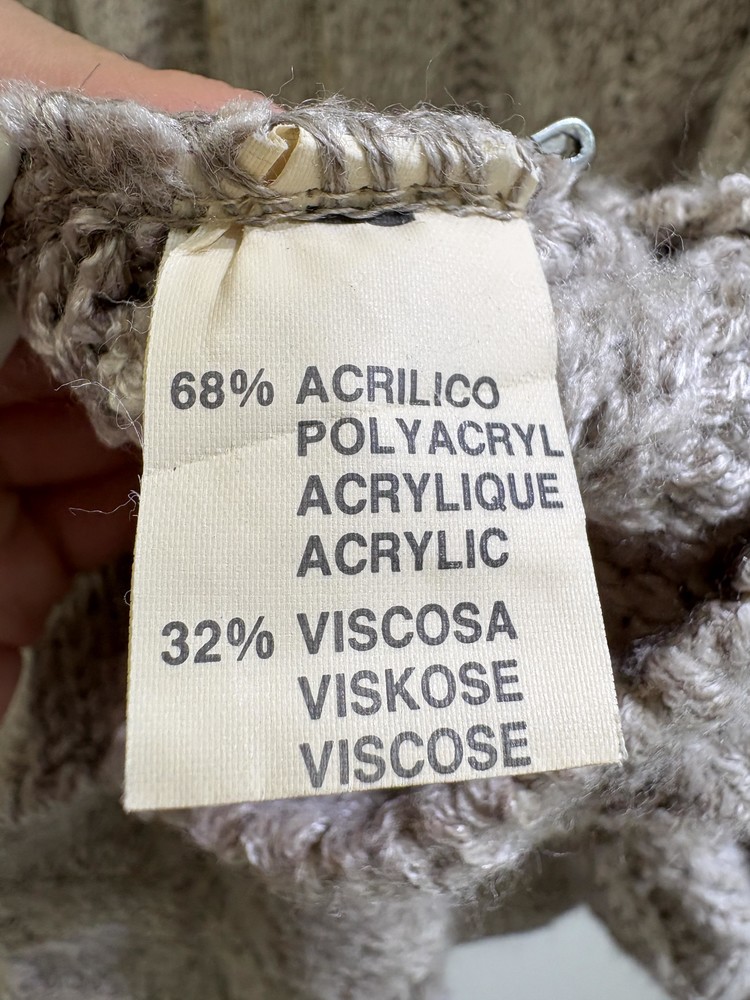 68% ACRILICO
POLYACRYL
ACRYLIQUE
ACRYLIC
32% VISCOSA
VISKOSE
VISCOSE